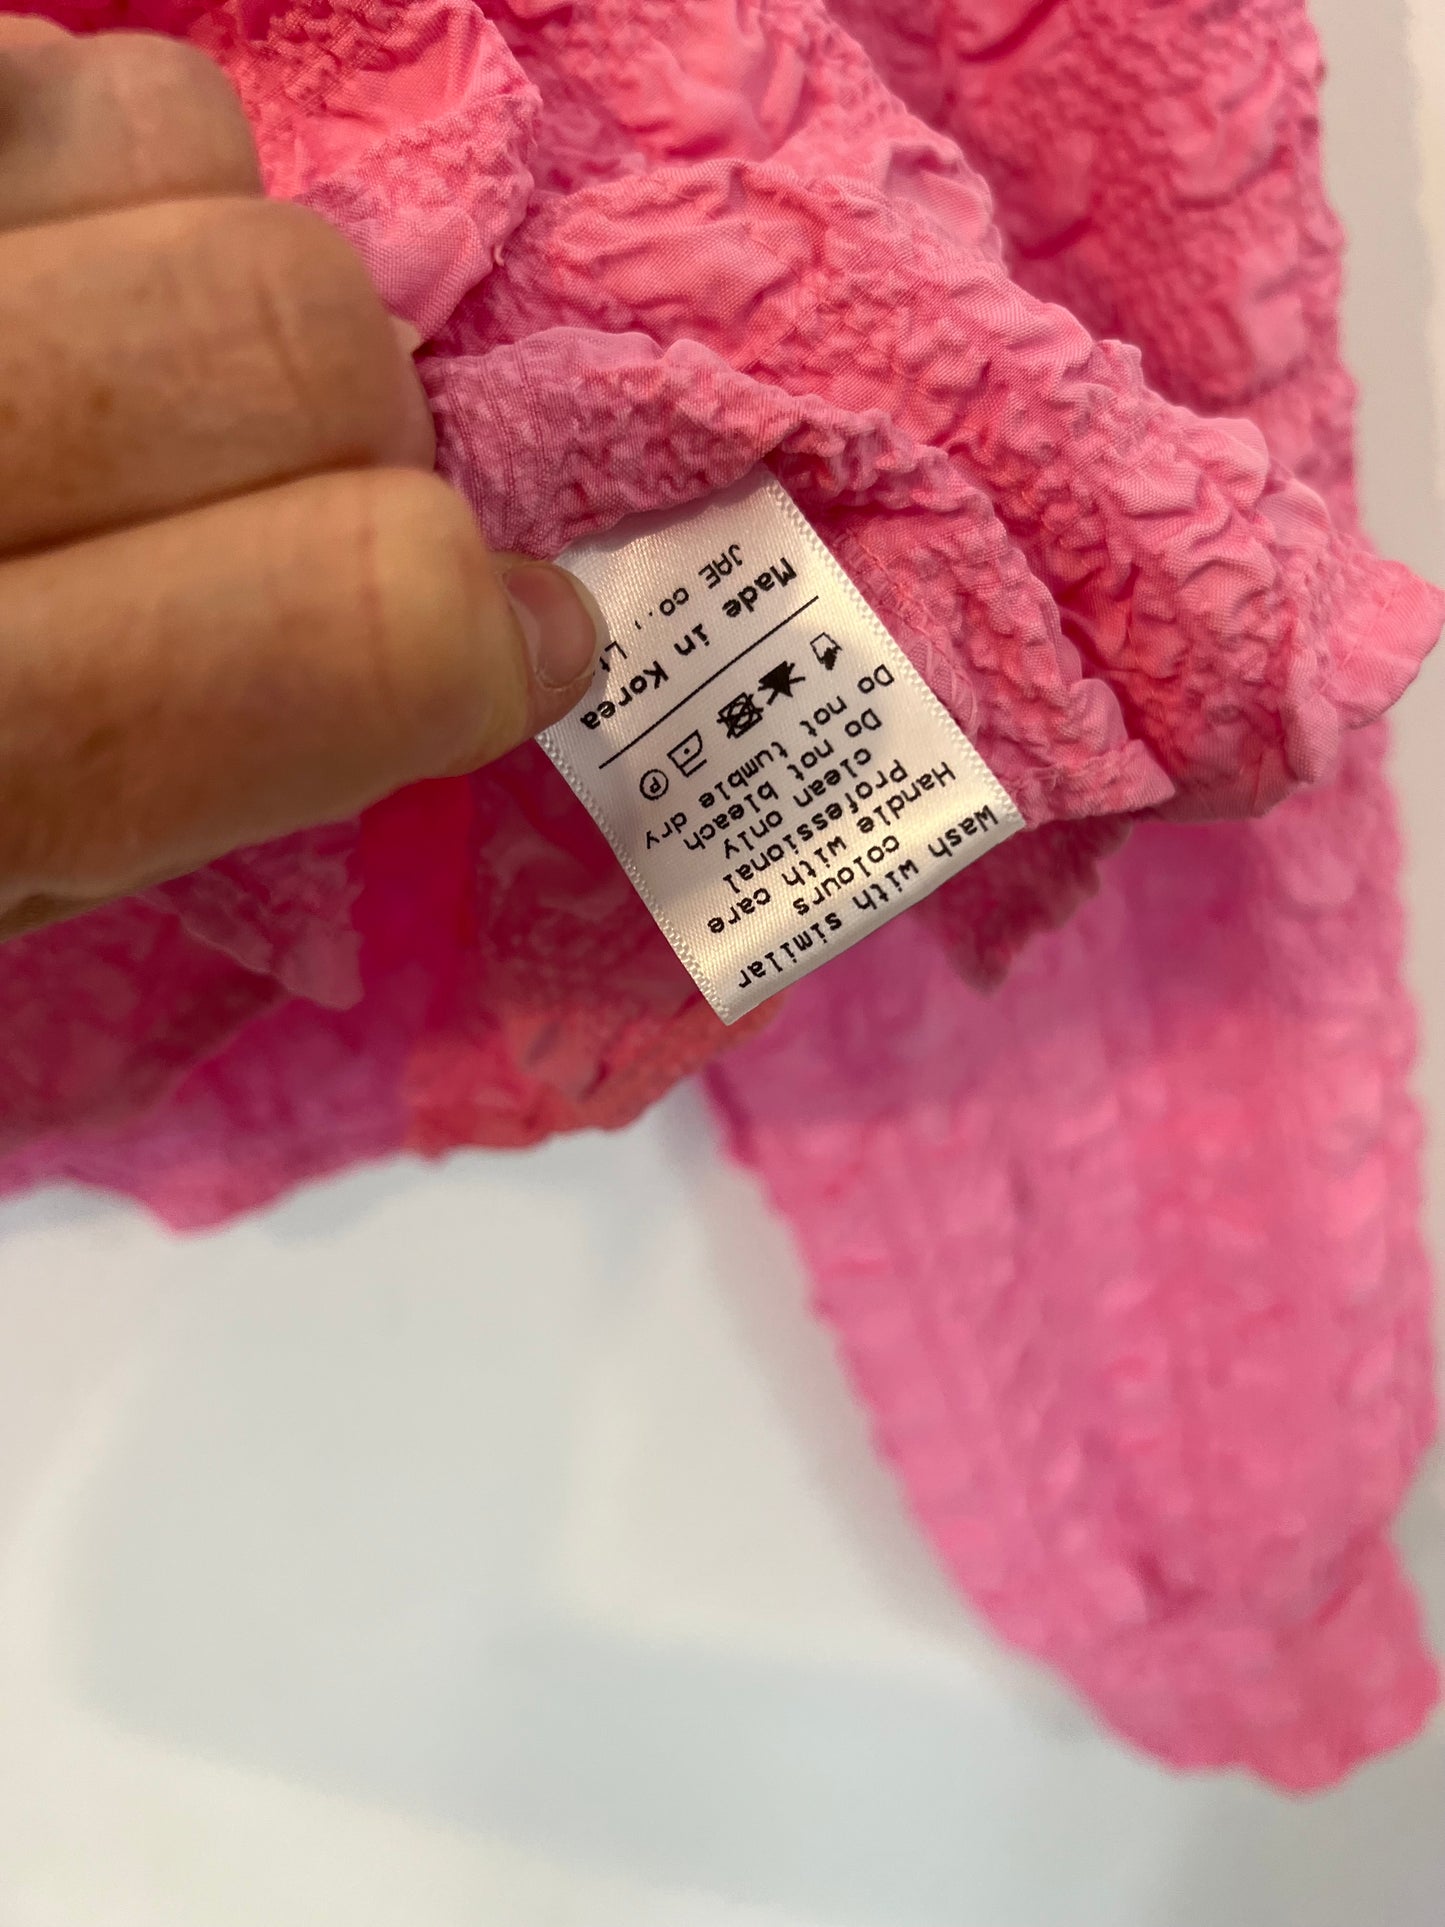 Wash with similar
colours
Handle with care
Professional
clean only
Do not bleach
Do not tumble dry
P
Made in Korea
JAE CO.,